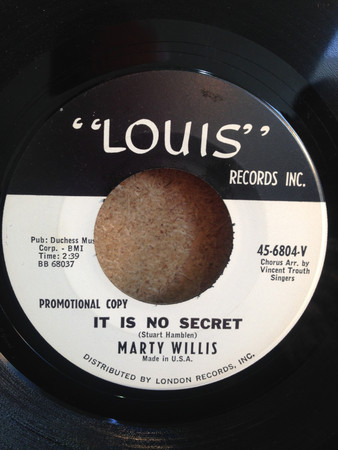 ““LOUIS””
RECORDS INC.
Pub: Duchess
Corp. - BMI
Time: 2:39
BB 68037
45-6804-V
Chorus Arr. by
Vincent Trouth
Singers
PROMOTIONAL COPY
IT IS NO SECRET
(Stuart Hamblen)
MARTY WILLIS
Made in U.S.A.
DISTRIBUTED BY LONDON RECORDS, INC.